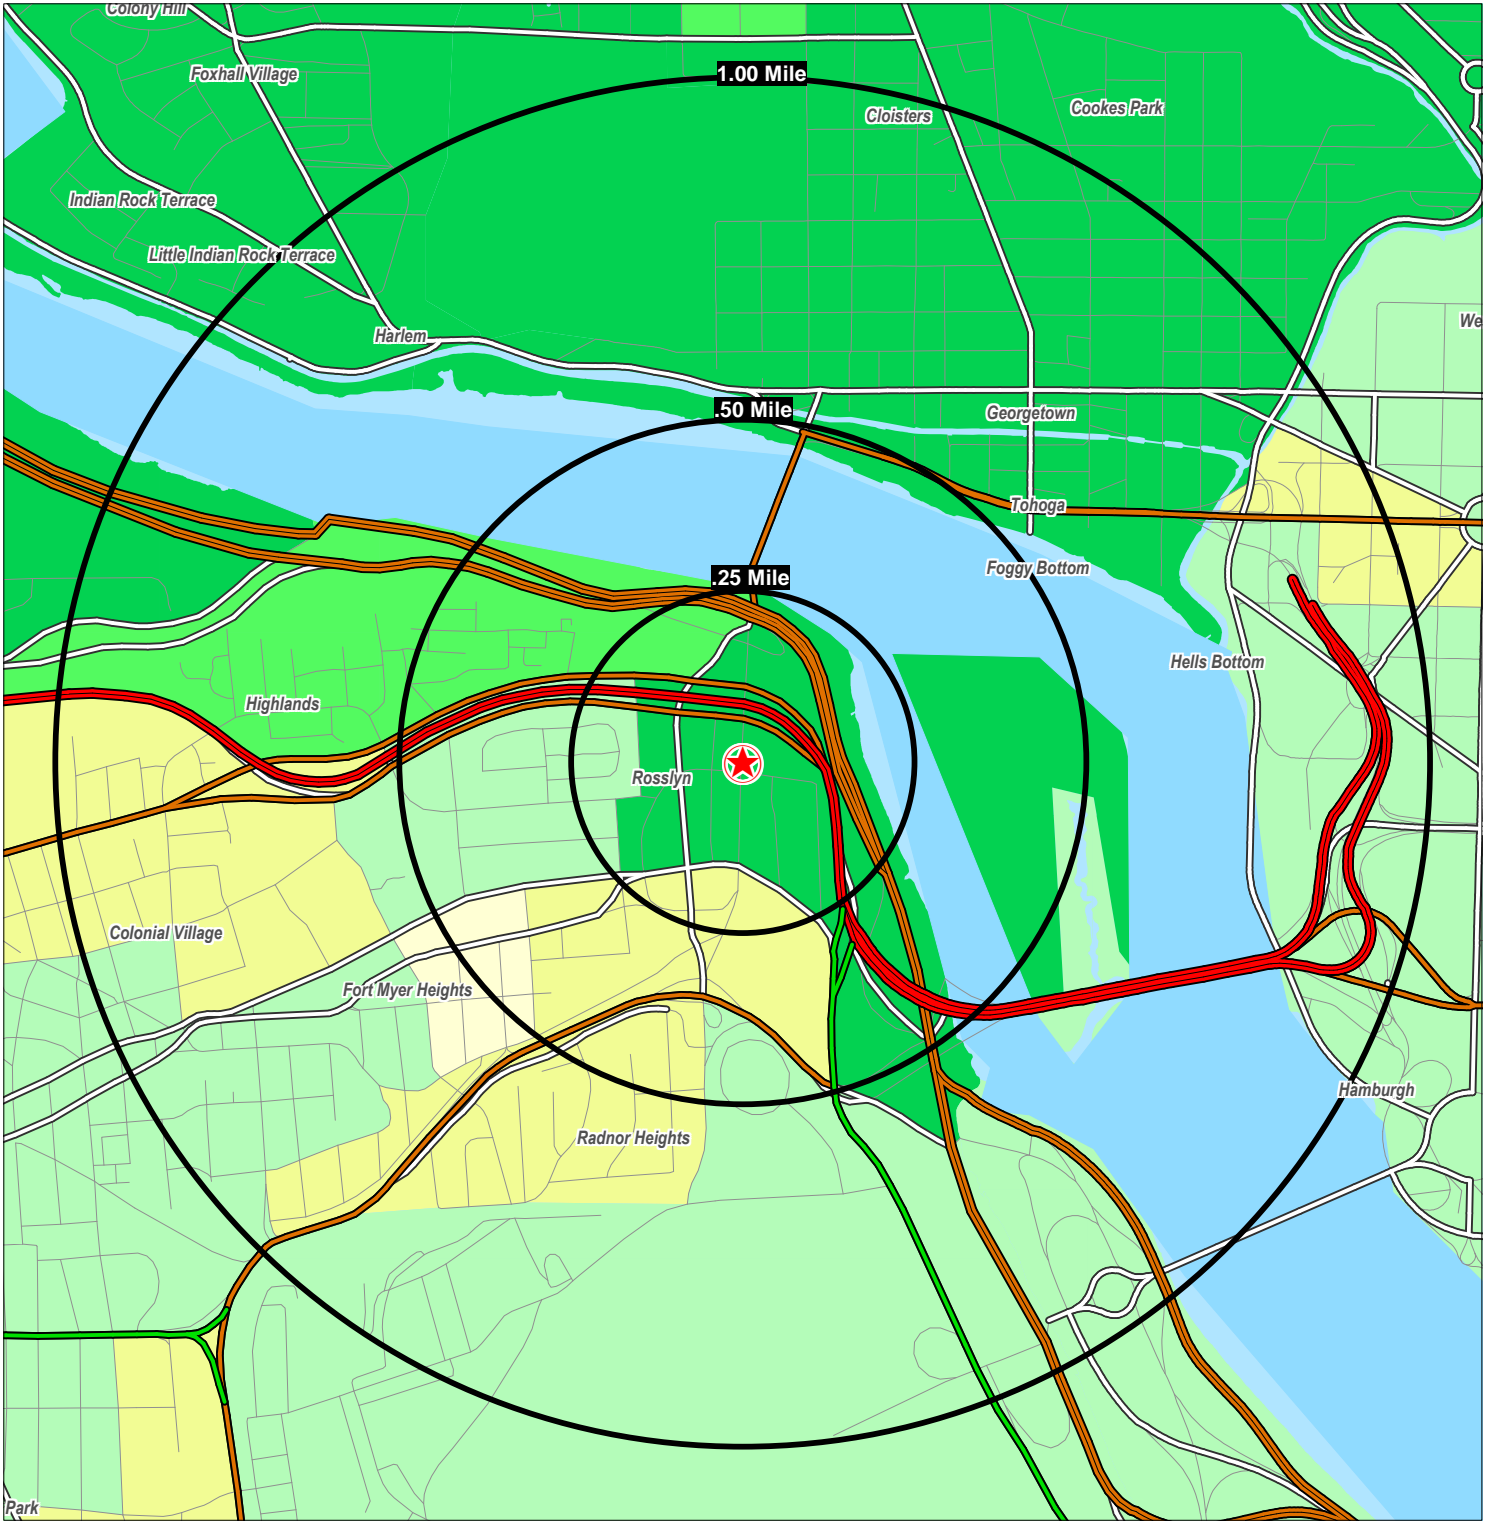 Colony Hill
Foxhall Village
1.00 Mile
Cloisters
Cookes Park
Indian Rock Terrace
Little Indian Rock Terrace
We
Harlem
.50 Mile
Georgetown
Tohoga
.25 Mile
Foggy Bottom
Hells Bottom
Highlands
Rosslyn
Colonial Village
Fort Myer Heights
Hamburgh
Radnor Heights
Park